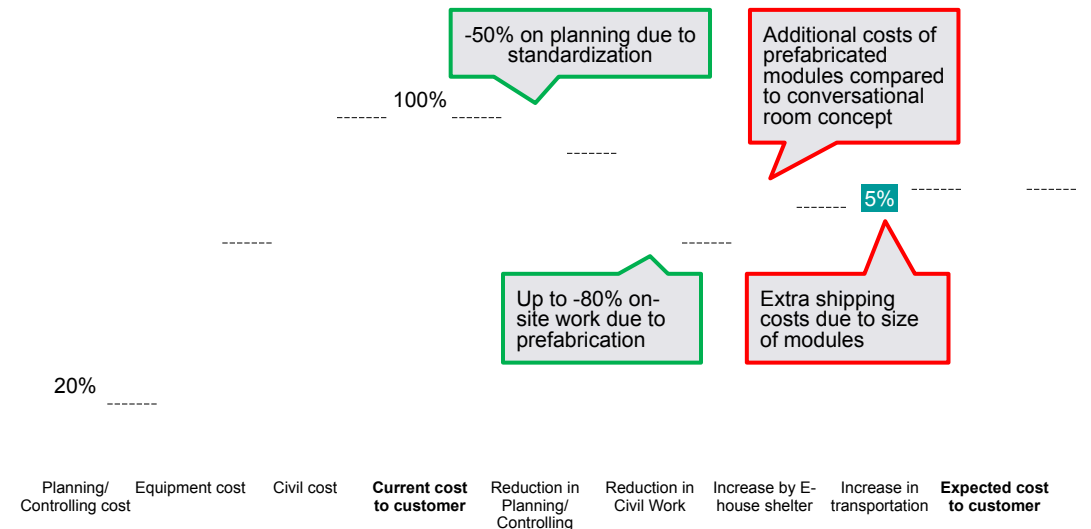 -50% on planning due to
standardization
Additional costs of
prefabricated
modules compared
to conversational
room concept
100%
5%
Up to -80% on-
site work due to
prefabrication
Extra shipping
costs due to size
of modules
20%
Planning/
Controlling cost
Equipment cost
Civil cost
Current cost
to customer
Reduction in
Planning/
Controlling
Reduction in
Civil Work
Increase by E-
house shelter
Increase in
transportation
Expected cost
to customer